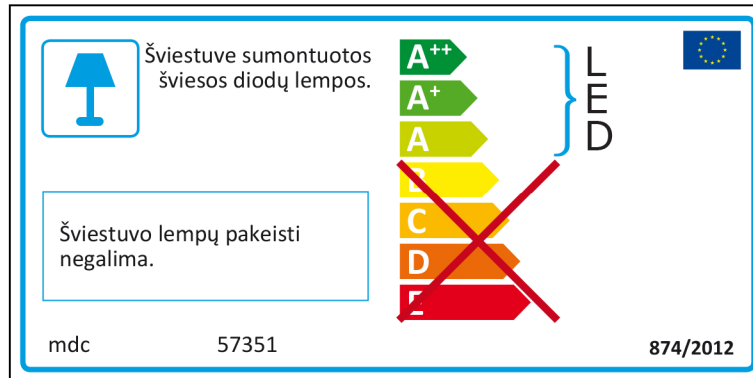 Šviestuve sumontuotos
šviesos diodų lempos.
A++
A+
A
B
C
D
E
L
E
D
Šviestuvo lempų pakeisti
negalima.
mdc 57351
874/2012